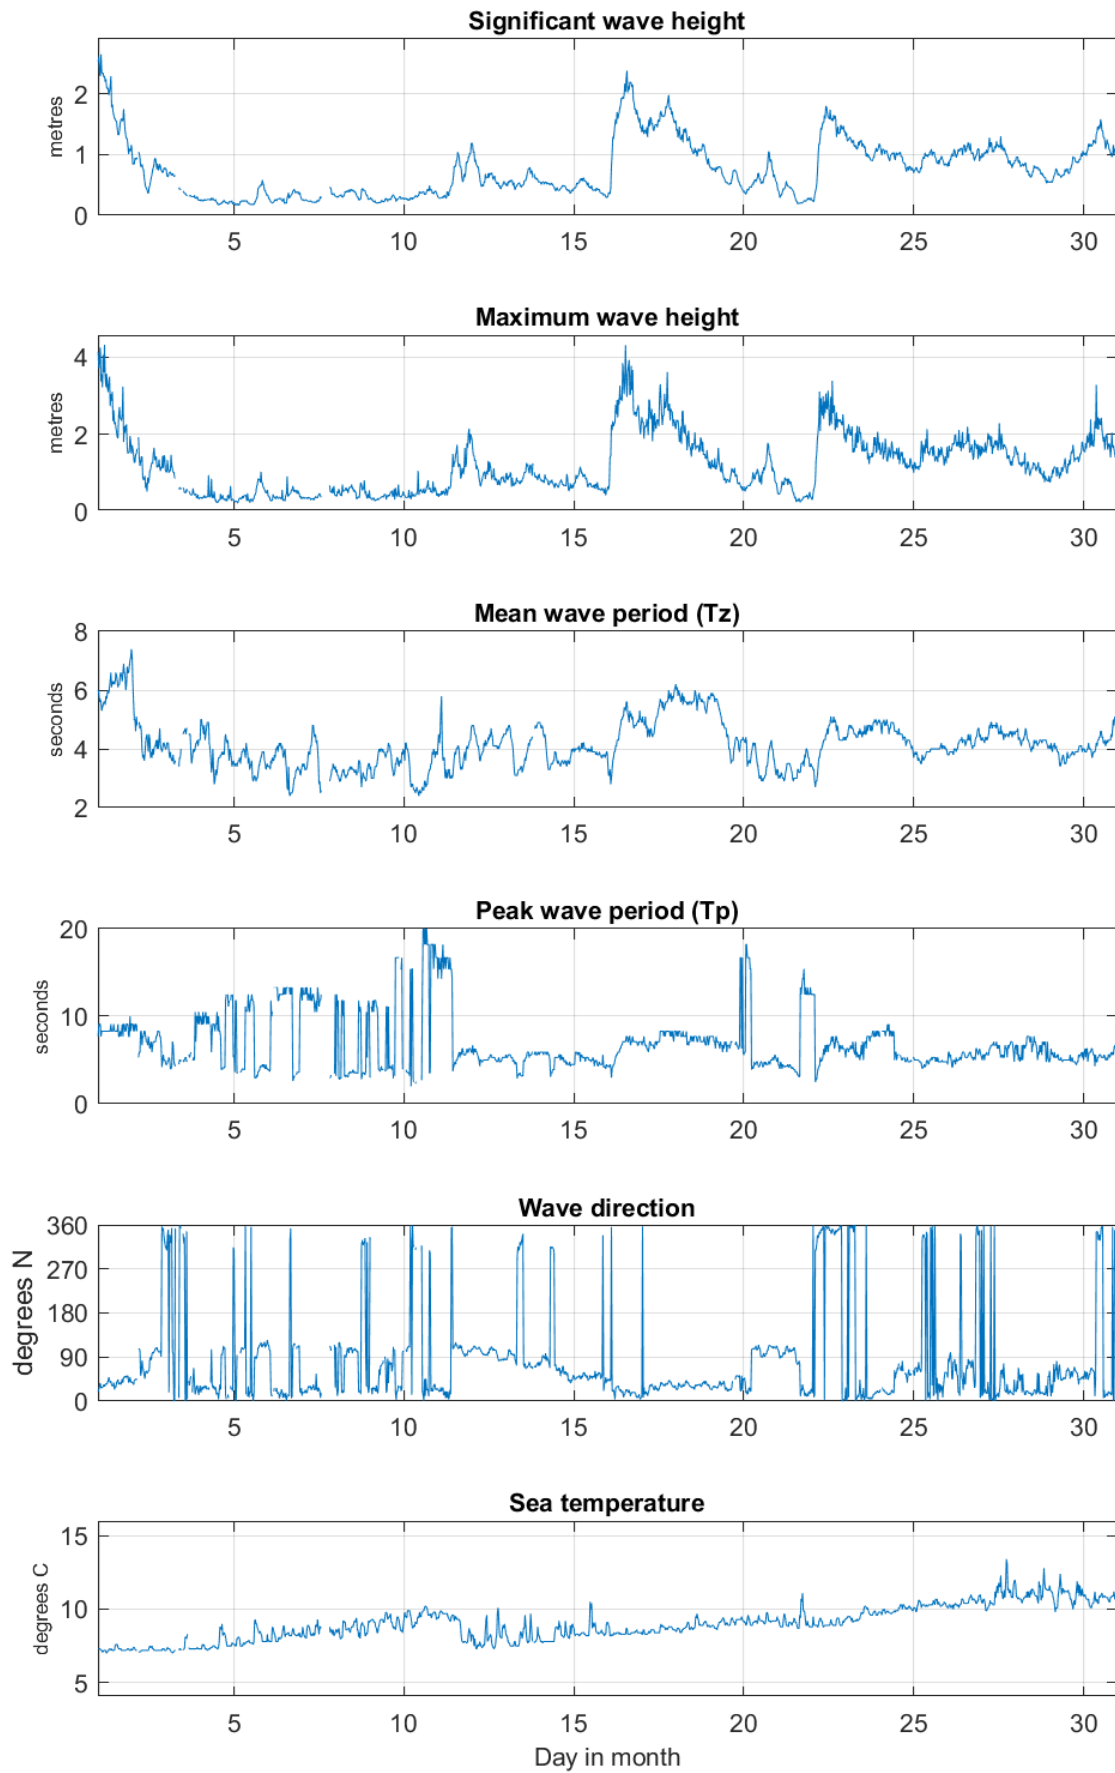 Significant wave height
metres
2
1
0
5 10 15 20 25 30
Maximum wave height
metres
4
2
0
5 10 15 20 25 30
Mean wave period (Tz)
seconds
8
6
4
2
5 10 15 20 25 30
Peak wave period (Tp)
seconds
20
10
0
5 10 15 20 25 30
Wave direction
degrees N
360
270
180
90
0
5 10 15 20 25 30
Sea temperature
degrees C
15
10
5
5 10 15 20 25 30
Day in month